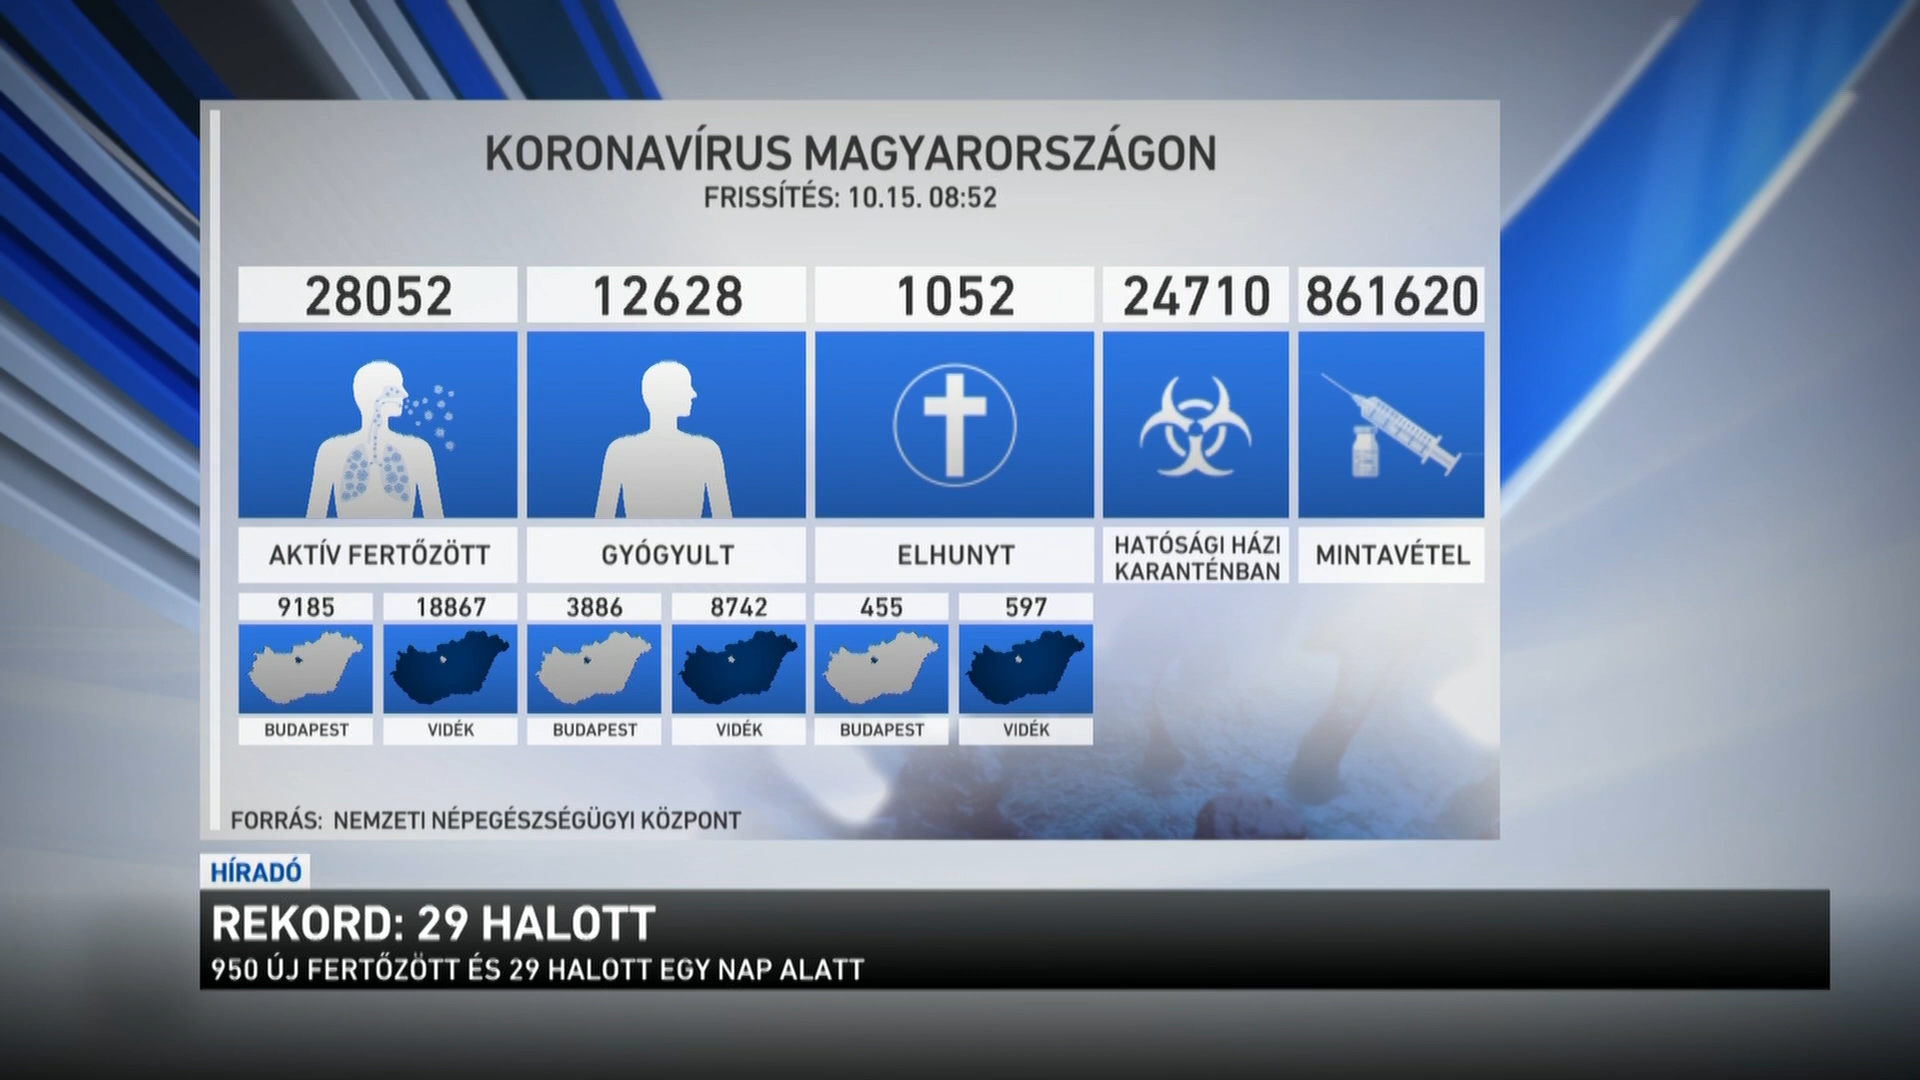 KORONAVÍRUS MAGYARORSZÁGON
FRISSÍTÉS: 10.15. 08:52
28052
12628
1052
24710
861620
AKTÍV FERTŐZÖTT
GYÓGYULT
ELHUNYT
HATÓSÁGI HÁZI
KARANTÉNBAN
MINTAVÉTEL
9185
18867
3886
8742
455
597
BUDAPEST
VIDÉK
BUDAPEST
VIDÉK
BUDAPEST
VIDÉK
FORRÁS: NEMZETI NÉPEGÉSZSÉGÜGYI KÖZPONT
HÍRADÓ
REKORD: 29 HALOTT
950 ÚJ FERTŐZÖTT ÉS 29 HALOTT EGY NAP ALATT